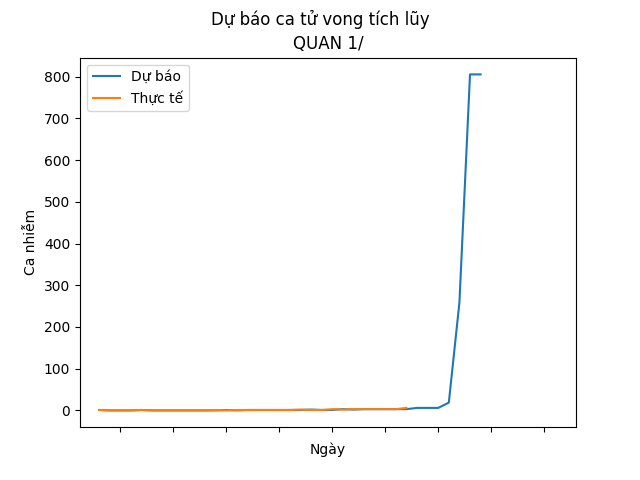 Dự báo ca tử vong tích lũy
QUAN 1/
Dự báo
Thực tế
800
700
600
500
400
300
200
100
0
Ca nhiễm
Ngày